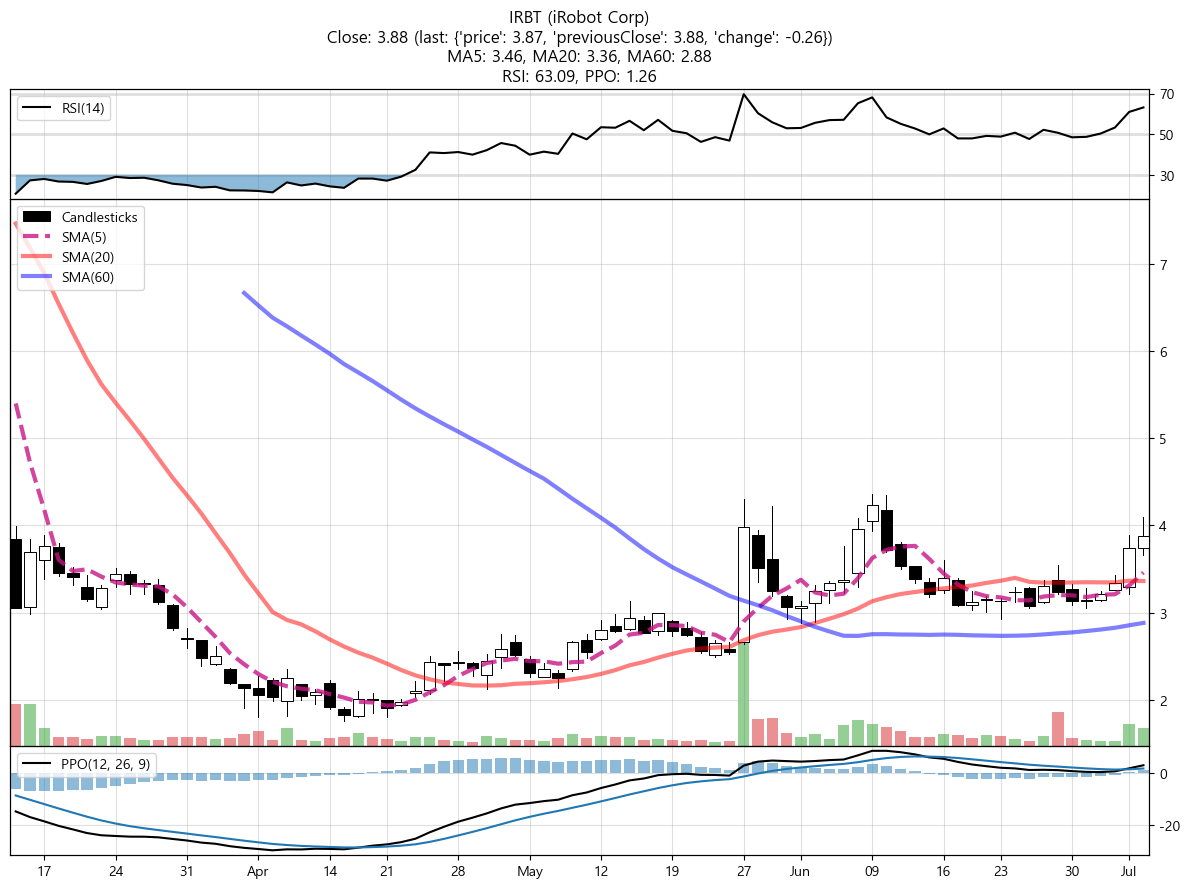 IRBT (iRobot Corp)
Close: 3.88 (last: {'price': 3.87, 'previousClose': 3.88, 'change': -0.26})
MA5: 3.46, MA20: 3.36, MA60: 2.88
RSI: 63.09, PPO: 1.26
RSI(14)
70
50
30
Candlesticks
SMA(5)
SMA(20)
SMA(60)
7
6
5
4
3
2
PPO(12, 26, 9)
0
-20
17 24 31 Apr 14 21 28 May 12 19 27 Jun 09 16 23 30 Jul